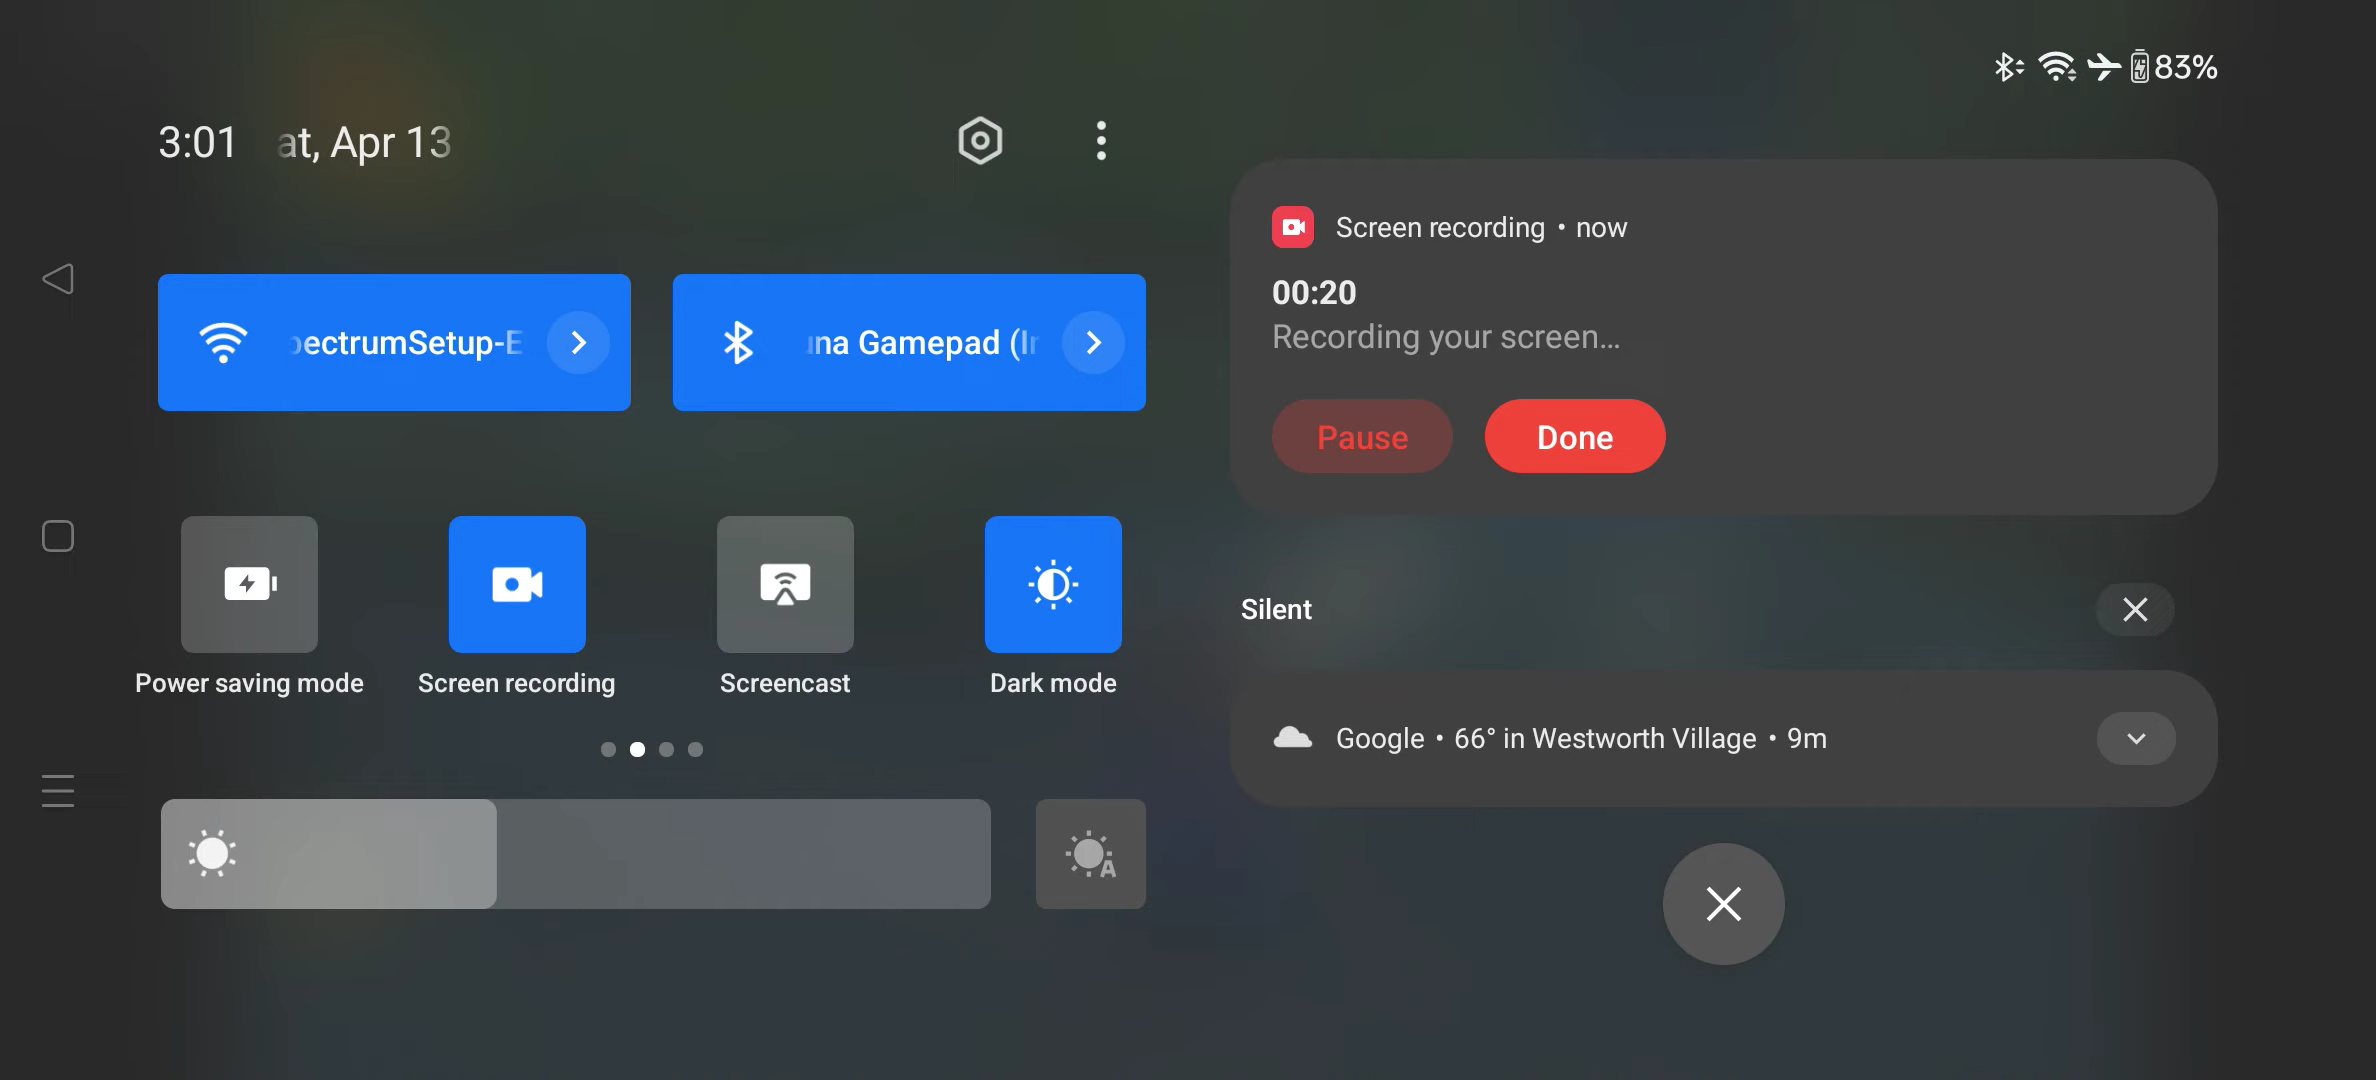 83%
3:01 at, Apr 13
ectrumSetup-E
na Gamepad (I
Screen recording • now
00:20
Recording your screen...
Pause Done
Power saving mode Screen recording Screencast Dark mode
Silent
Google • 66° in Westworth Village • 9m
A